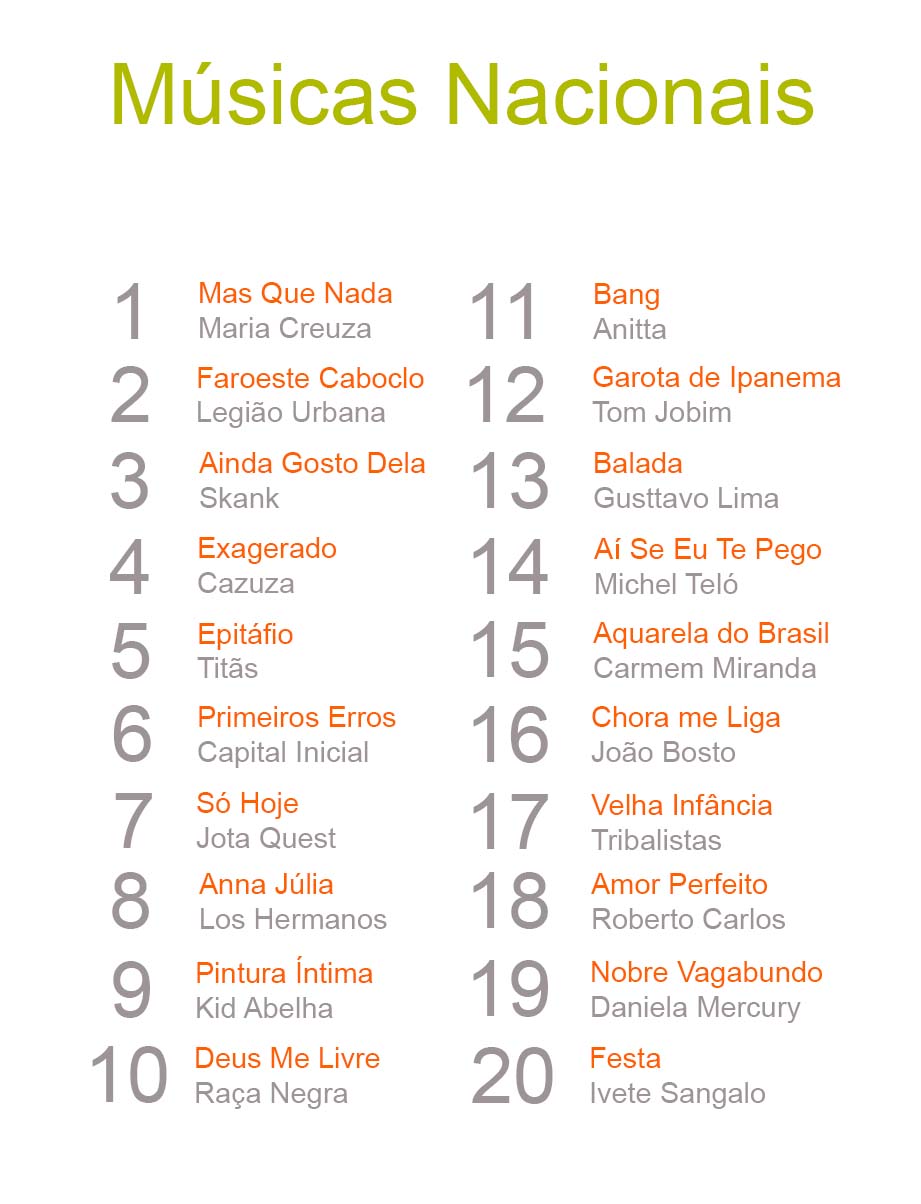 Músicas Nacionais
1
Mas Que Nada
Maria Creuza
2
Faroeste Caboclo
Legião Urbana
3
Ainda Gosto Dela
Skank
4
Exagerado
Cazuza
5
Epitáfio
Titãs
6
Primeiros Erros
Capital Inicial
7
Só Hoje
Jota Quest
8
Anna Júlia
Los Hermanos
9
Pintura Íntima
Kid Abelha
10
Deus Me Livre
Raça Negra
11
Bang
Anitta
12
Garota de Ipanema
Tom Jobim
13
Balada
Gusttavo Lima
14
Aí Se Eu Te Pego
Michel Teló
15
Aquarela do Brasil
Carmem Miranda
16
Chora me Liga
João Bosto
17
Velha Infância
Tribalistas
18
Amor Perfeito
Roberto Carlos
19
Nobre Vagabundo
Daniela Mercury
20
Festa
Ivete Sangalo